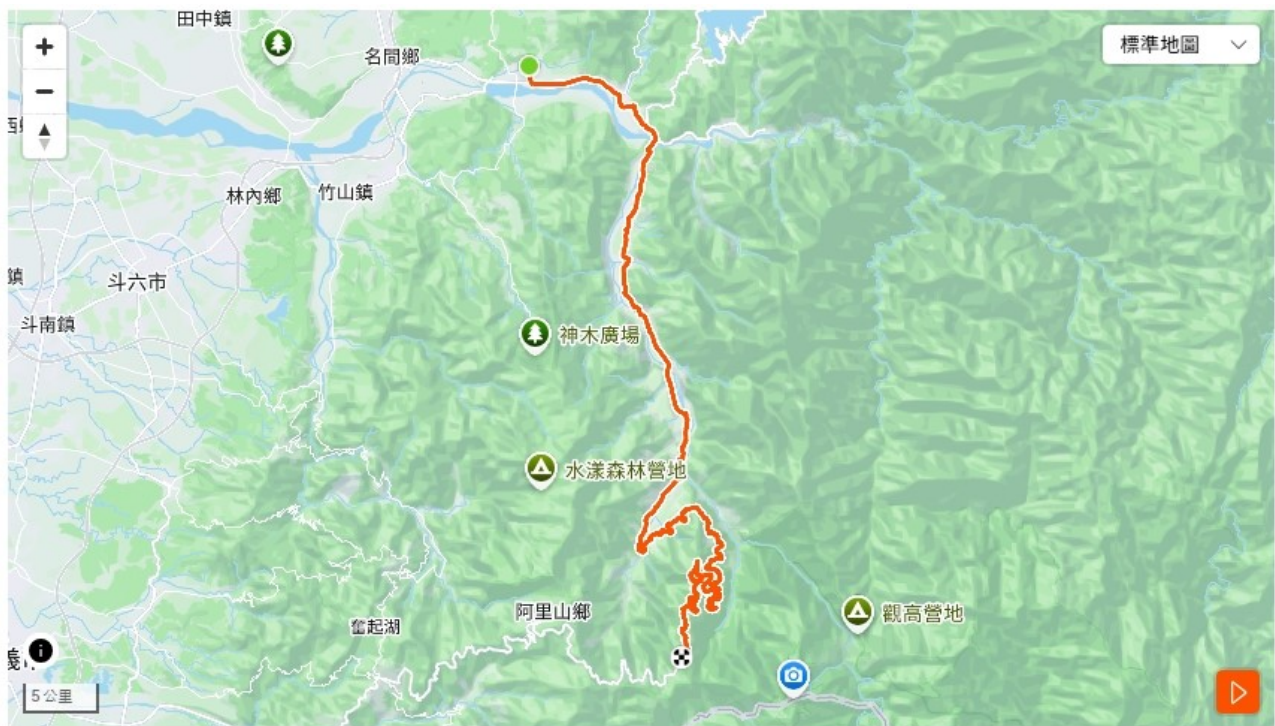 田中鎮
名間鄉
標準地圖
林內鄉
竹山鎮
鎮
斗六市
斗南鎮
神木廣場
水漾森林營地
阿里山鄉
觀高營地
奮起湖
5 公里